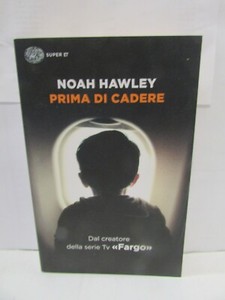 SUPER ET
NOAH HAWLEY
PRIMA DI CADERE
Dal creatore
della serie Tv «Fargo»